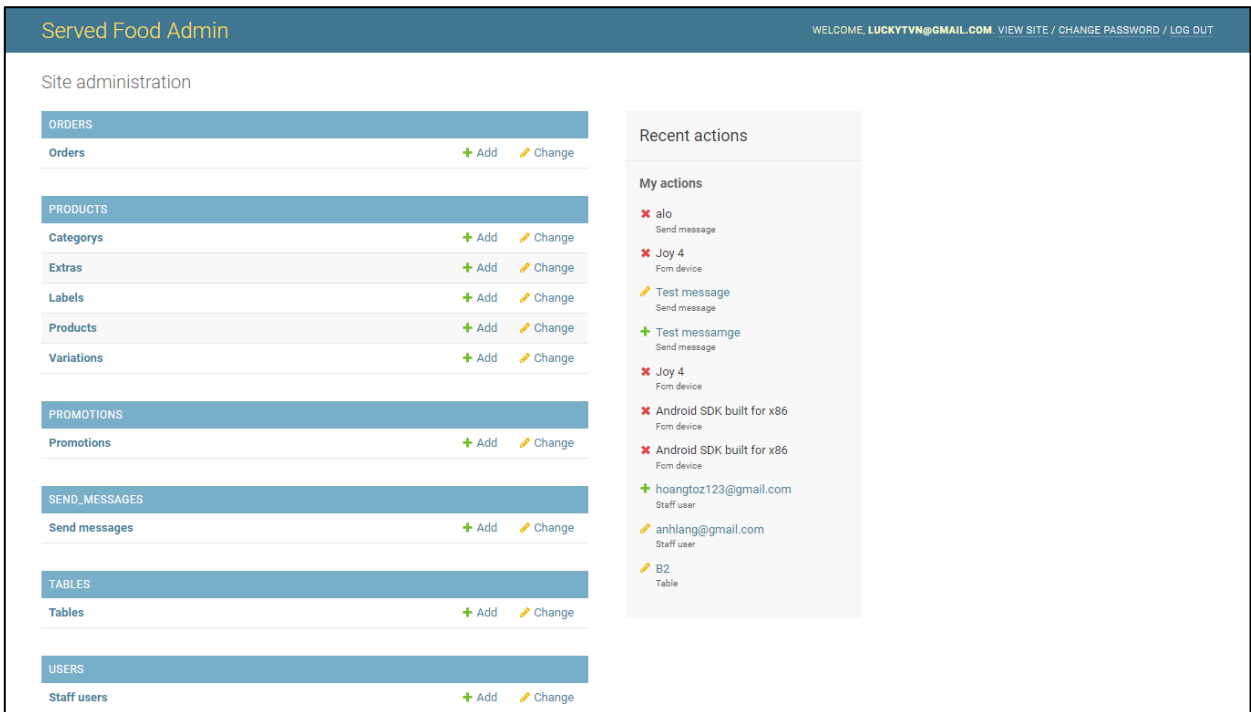 Served Food Admin
WELCOME, LUCKYTVN@GMAIL.COM. VIEW SITE / CHANGE PASSWORD / LOG OUT
Site administration
ORDERS
Orders + Add Change
PRODUCTS
Categorys + Add Change
Extras + Add Change
Labels + Add Change
Products + Add Change
Variations + Add Change
PROMOTIONS
Promotions + Add Change
SEND_MESSAGES
Send messages + Add Change
TABLES
Tables + Add Change
USERS
Staff users + Add Change
Recent actions
My actions
alo
Send message
Joy 4
Fcm device
Test message
Send message
Test messamge
Send message
Joy 4
Fcm device
Android SDK built for x86
Fcm device
Android SDK built for x86
Fcm device
hoangtoz123@gmail.com
Staff user
anhlang@gmail.com
Staff user
B2
Table